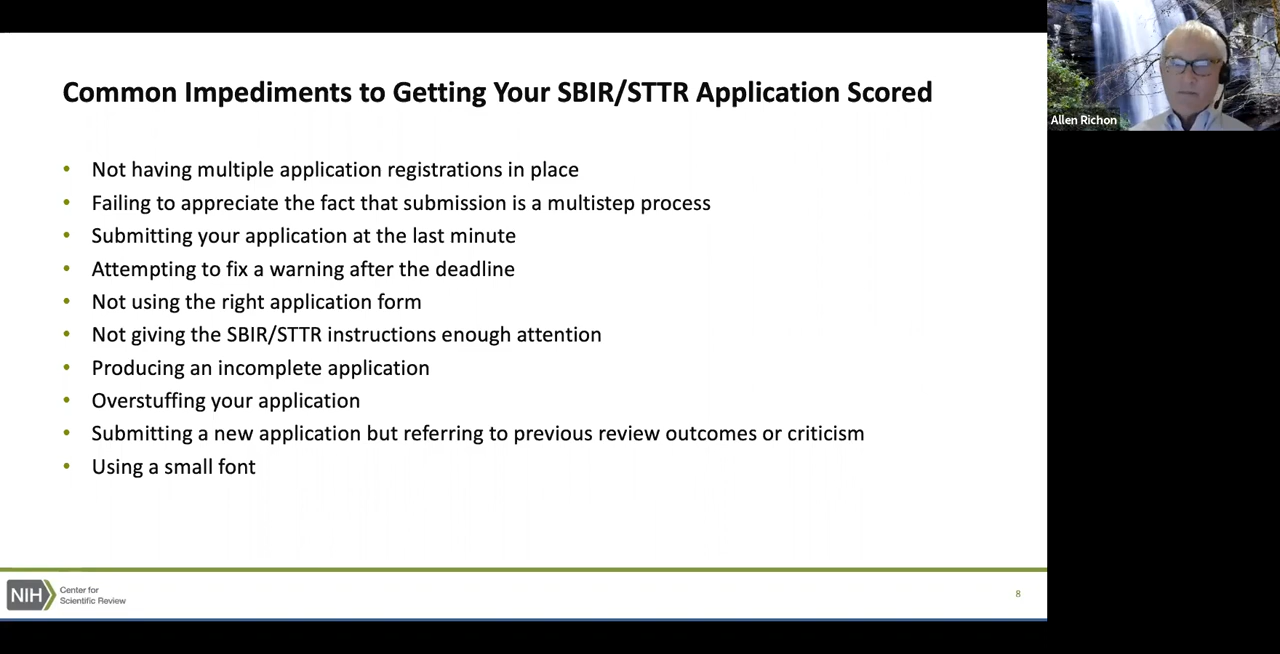 Common Impediments to Getting Your SBIR/STTR Application Scored
• Not having multiple application registrations in place
• Failing to appreciate the fact that submission is a multistep process
• Submitting your application at the last minute
• Attempting to fix a warning after the deadline
• Not using the right application form
• Not giving the SBIR/STTR instructions enough attention
• Producing an incomplete application
• Overstuffing your application
• Submitting a new application but referring to previous review outcomes or criticism
• Using a small font
NIH
Center for
Scientific Review
8
Allen Richon